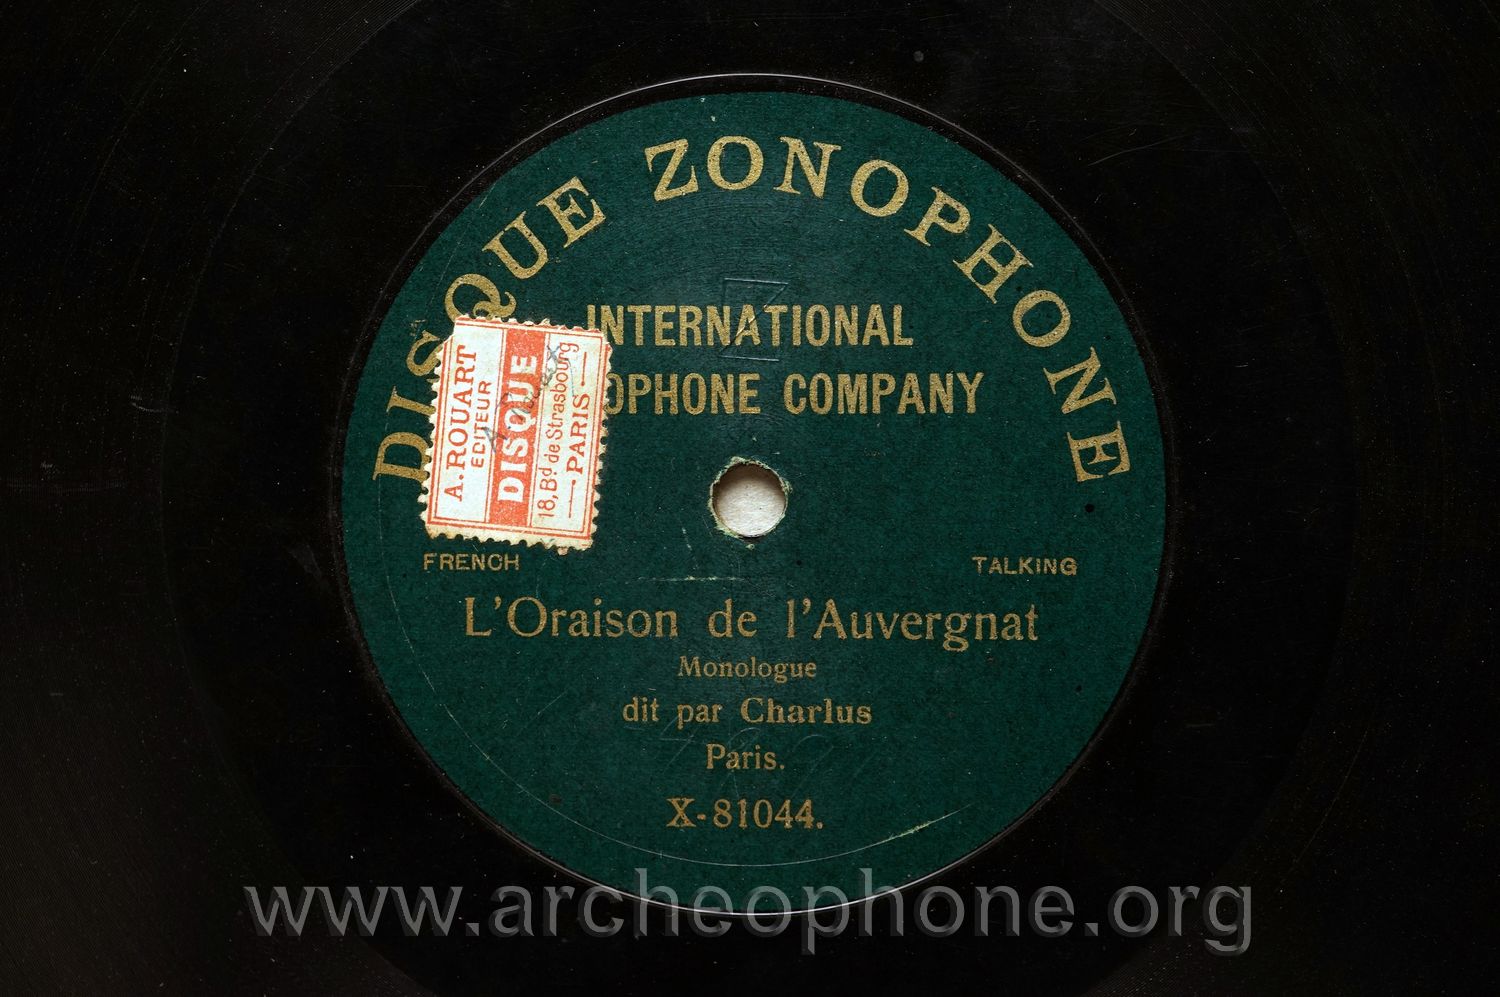 DISQUE ZONOPHONE
INTERNATIONAL
OPHONE COMPANY
A. ROUART
EDITEUR
DISQUE
18, Bd de Strasbourg
— PARIS —
FRENCH
TALKING
L'Oraison de l'Auvergnat
Monologue
dit par Charlus
Paris.
X-81044.
www.archeophone.org